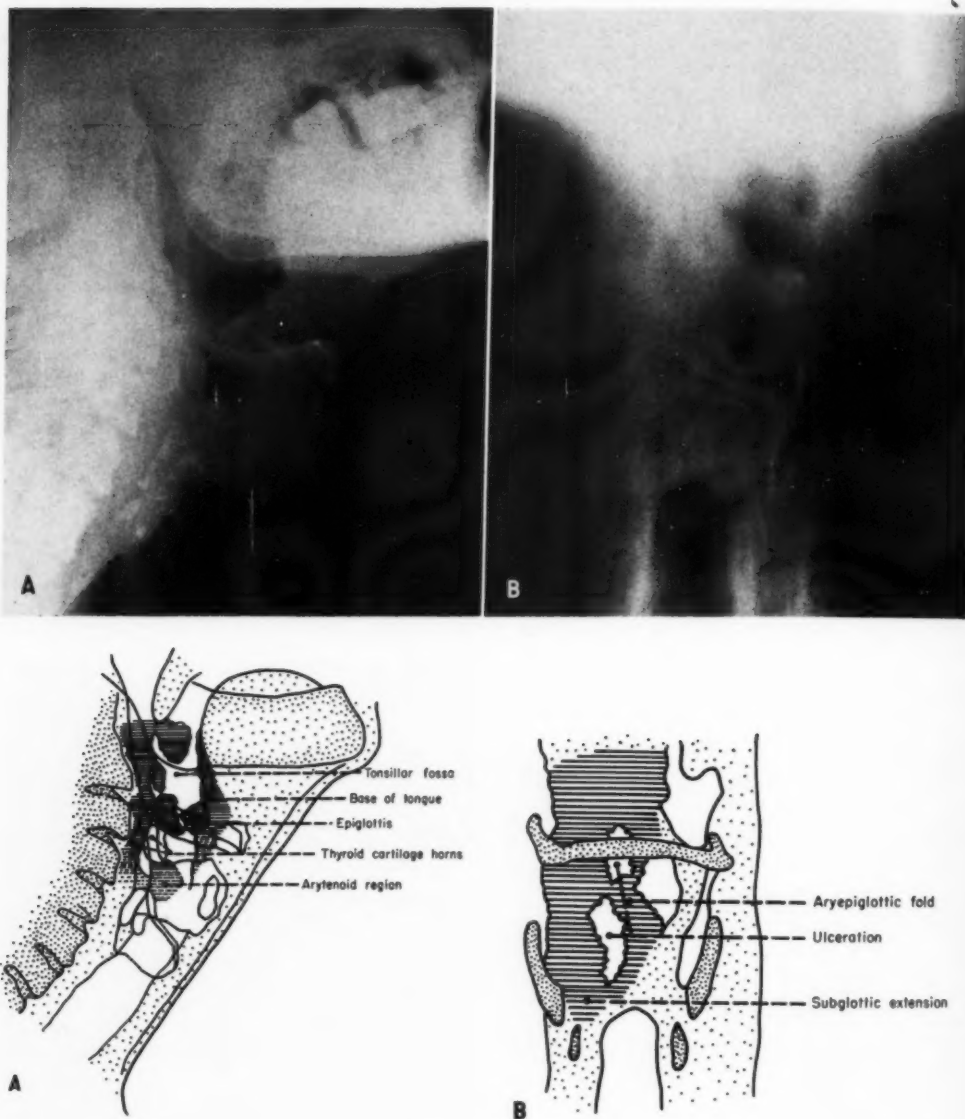 A
B
Tonsillar fossa
Base of tongue
Epiglottis
Thyroid cartilage horns
Arytenoid region
A
Aryepiglottic fold
Ulceration
Subglottic extension
B